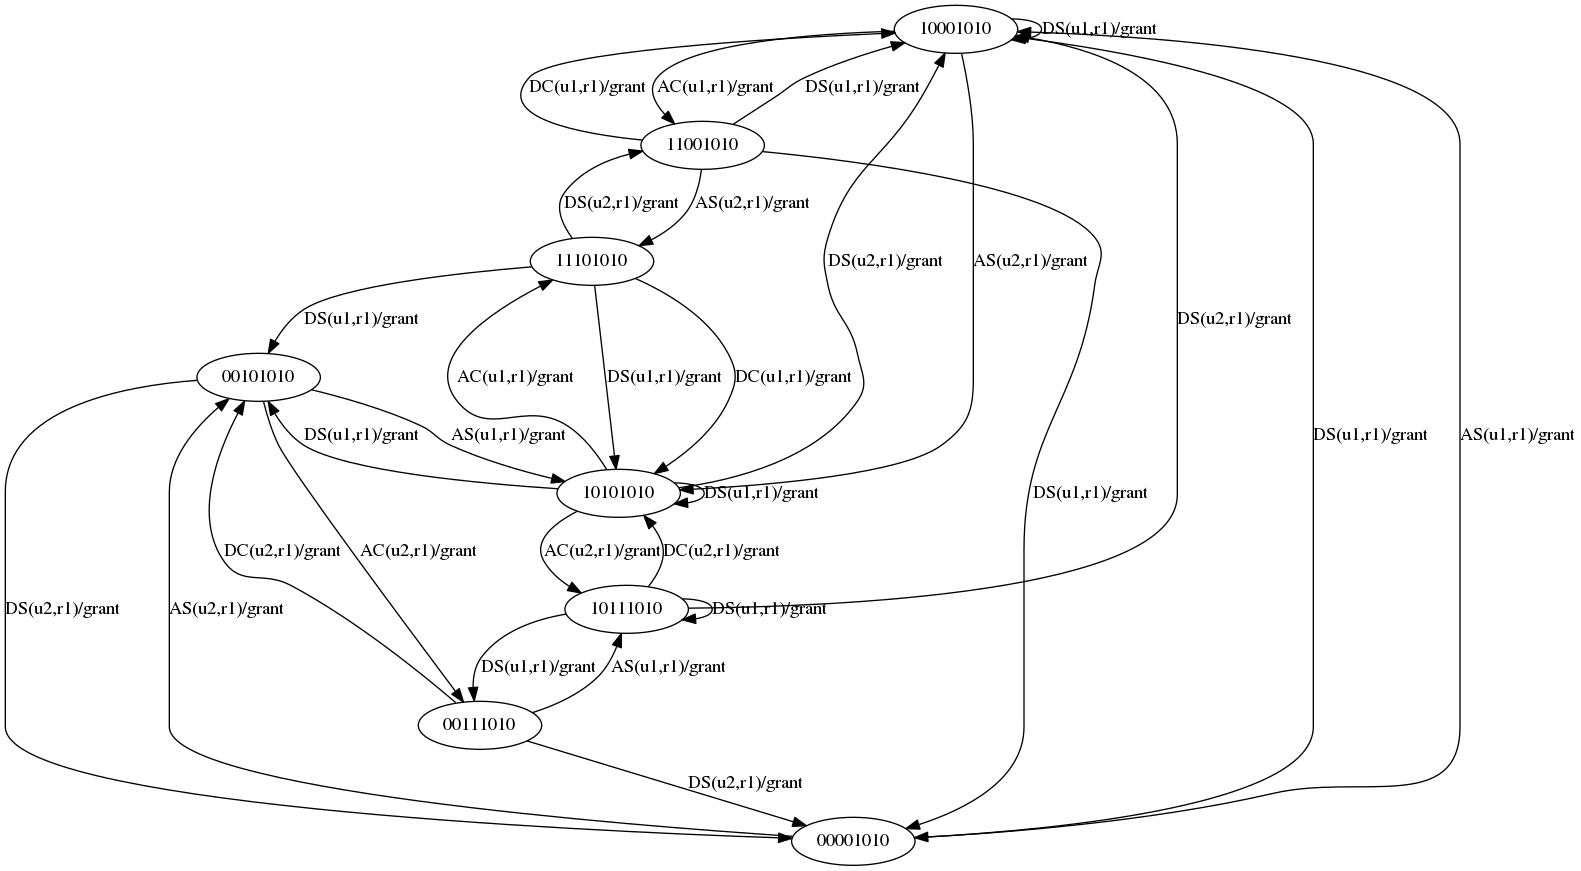 10001010
DS(u1,r1)/grant
DC(u1,r1)/grant
AC(u1,r1)/grant
DS(u1,r1)/grant
11001010
DS(u2,r1)/grant
AS(u2,r1)/grant
11101010
DS(u2,r1)/grant
AS(u2,r1)/grant
DS(u1,r1)/grant
DS(u2,r1)/grant
00101010
AC(u1,r1)/grant
DS(u1,r1)/grant
DC(u1,r1)/grant
DS(u1,r1)/grant
AS(u1,r1)/grant
DS(u1,r1)/grant
AS(u1,r1)/grant
10101010
DS(u1,r1)/grant
DS(u1,r1)/grant
DC(u2,r1)/grant
AC(u2,r1)/grant
AC(u2,r1)/grant
DC(u2,r1)/grant
DS(u2,r1)/grant
AS(u2,r1)/grant
10111010
DS(u1,r1)/grant
DS(u1,r1)/grant
AS(u1,r1)/grant
00111010
DS(u2,r1)/grant
00001010